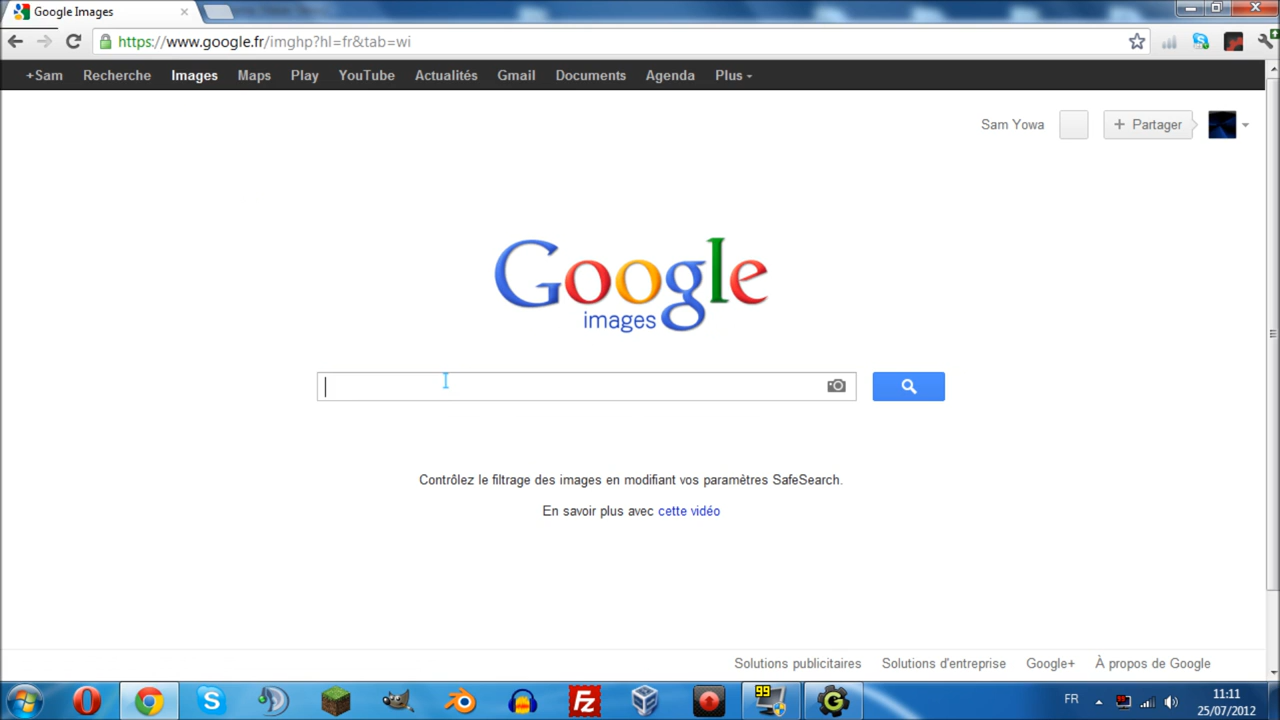 Google Images
https://www.google.fr/imghp?hl=fr&tab=wi
+Sam Recherche Images Maps Play YouTube Actualités Gmail Documents Agenda Plus
Sam Yowa + Partager
Google
images
Contrôlez le filtrage des images en modifiant vos paramètres SafeSearch.
En savoir plus avec cette vidéo
Solutions publicitaires Solutions d'entreprise Google+ À propos de Google
99
FR
11:11
25/07/2012